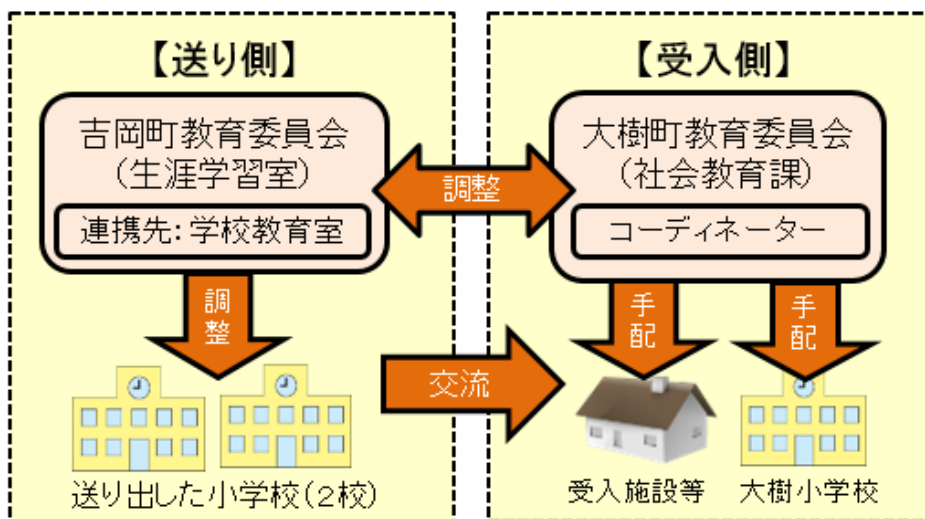 【送り側】
吉岡町教育委員会
(生涯学習室)
連携先:学校教育室
調整
送り出した小学校(2校)
調整
交流
【受入側】
大樹町教育委員会
(社会教育課)
コーディネーター
手配
手配
受入施設等
大樹小学校